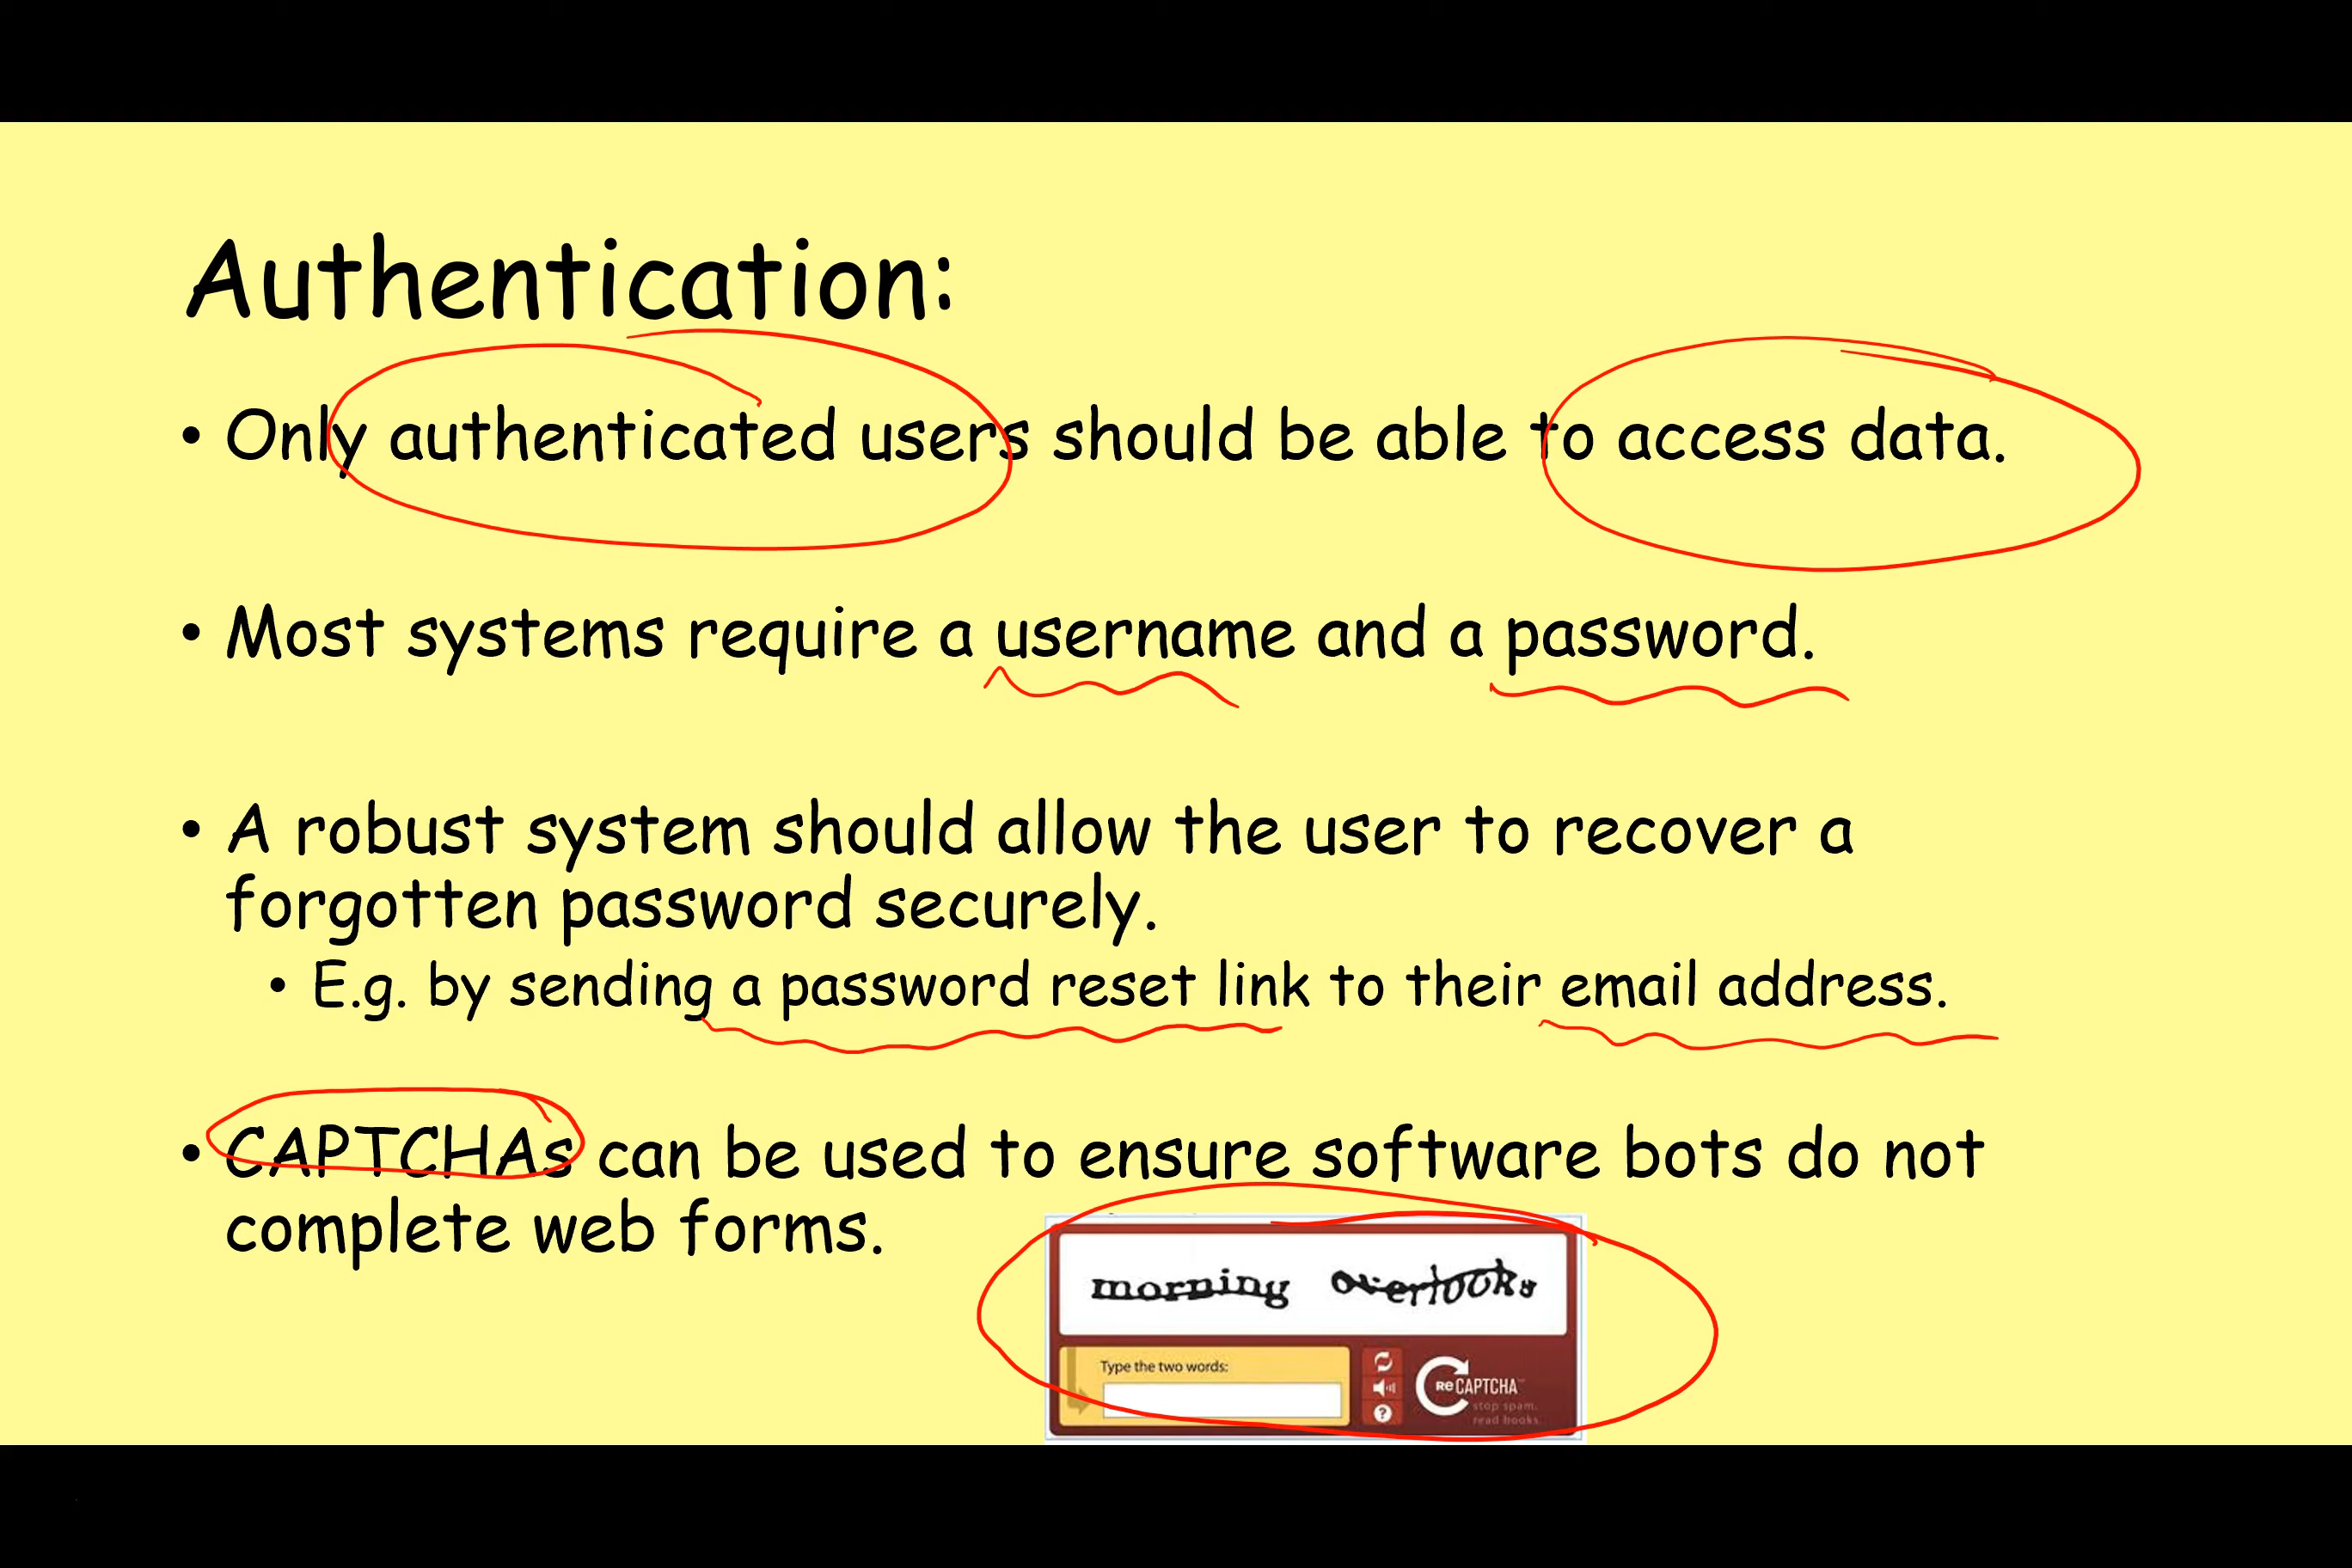 Authentication:
• Only authenticated users should be able to access data.
• Most systems require a username and a password.
• A robust system should allow the user to recover a
forgotten password securely.
• E.g. by sending a password reset link to their email address.
• CAPTCHAs can be used to ensure software bots do not
complete web forms.
morning overlooks
Type the two words:
reCAPTCHA
stop spam.
read books.